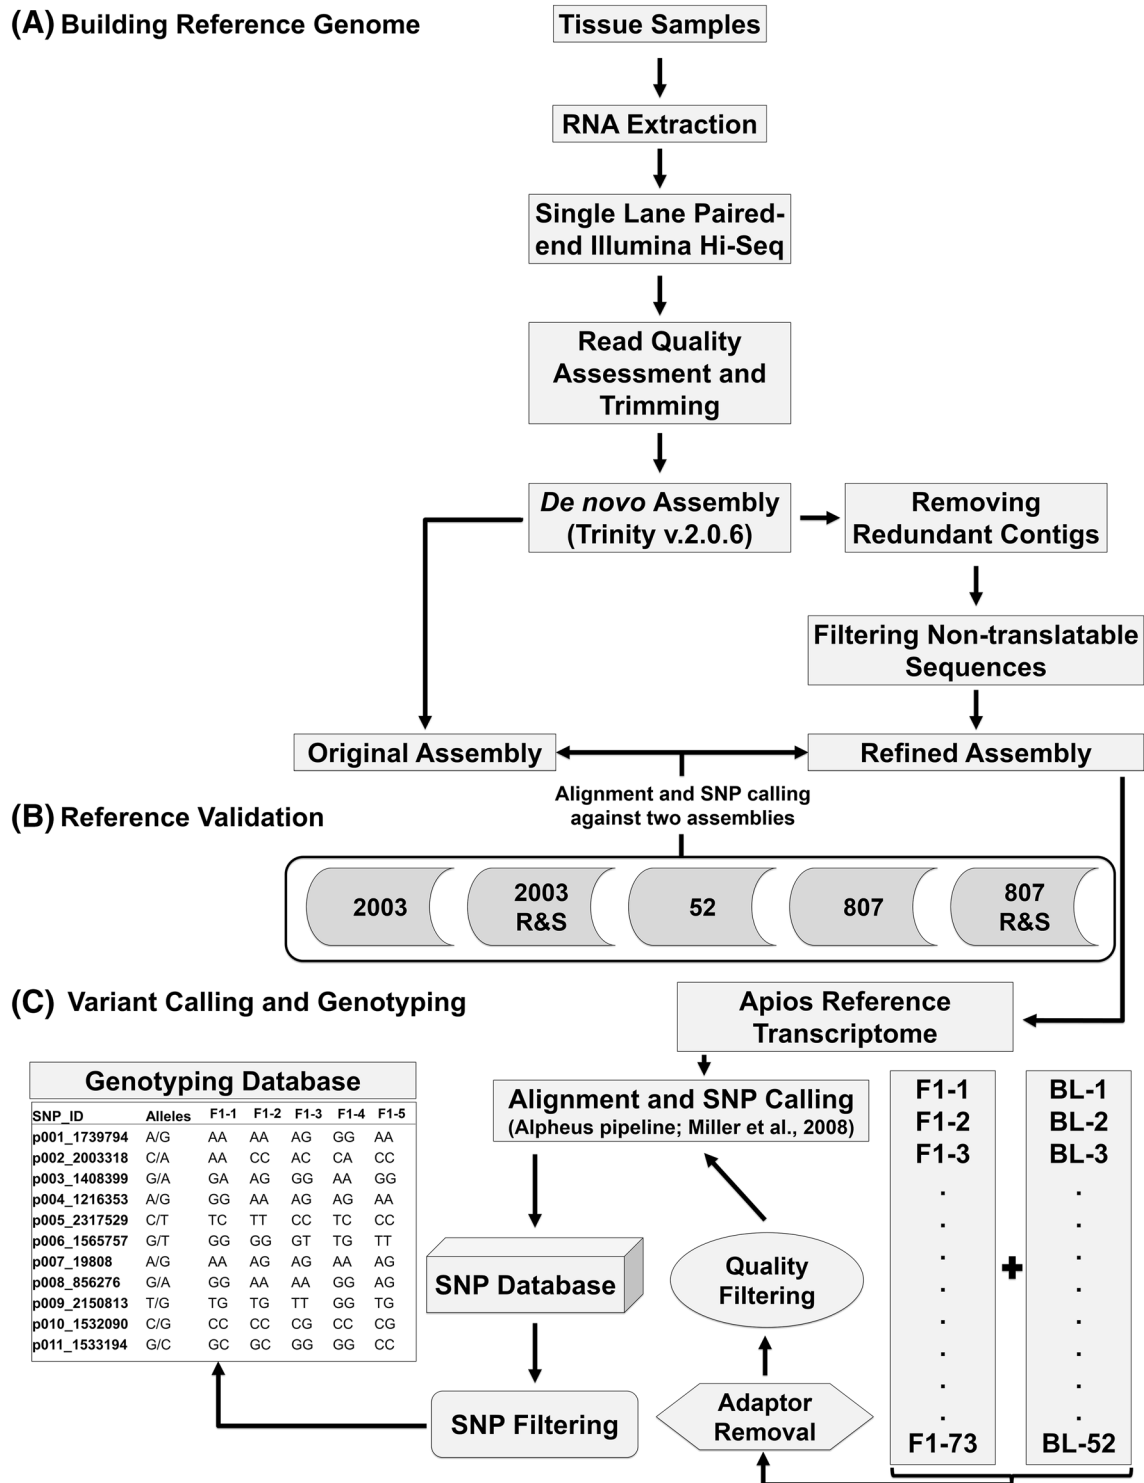 (A) Building Reference Genome
Tissue Samples
RNA Extraction
Single Lane Paired-
end Illumina Hi-Seq
Read Quality
Assessment and
Trimming
De novo Assembly
(Trinity v.2.0.6)
Removing
Redundant Contigs
Filtering Non-translatable
Sequences
Original Assembly
Refined Assembly
Alignment and SNP calling
against two assemblies
(B) Reference Validation
2003
2003
R&S
52
807
807
R&S
(C) Variant Calling and Genotyping
Apios Reference
Transcriptome
Genotyping Database
SNP_ID Alleles F1-1 F1-2 F1-3 F1-4 F1-5
p001_1739794 A/G AA AA AG GG AA
p002_2003318 C/A AA CC AC CA CC
p003_1408399 G/A GA AG GG AA GG
p004_1216353 A/G GG AA AG AG AA
p005_2317529 C/T TC TT CC TC CC
p006_1565757 G/T GG GG GT TG TT
p007_19808 A/G AA AG AG AA AG
p008_856276 G/A GG AA AA GG AG
p009_2150813 T/G TG TG TT GG TG
p010_1532090 C/G CC CC CG CC CG
p011_1533194 G/C GC GC GG GG CC
Alignment and SNP Calling
(Alpheus pipeline; Miller et al., 2008)
SNP Database
SNP Filtering
Quality
Filtering
Adaptor
Removal
F1-1
F1-2
F1-3
.
.
.
.
.
.
.
.
F1-73
+
BL-1
BL-2
BL-3
.
.
.
.
.
.
.
.
BL-52